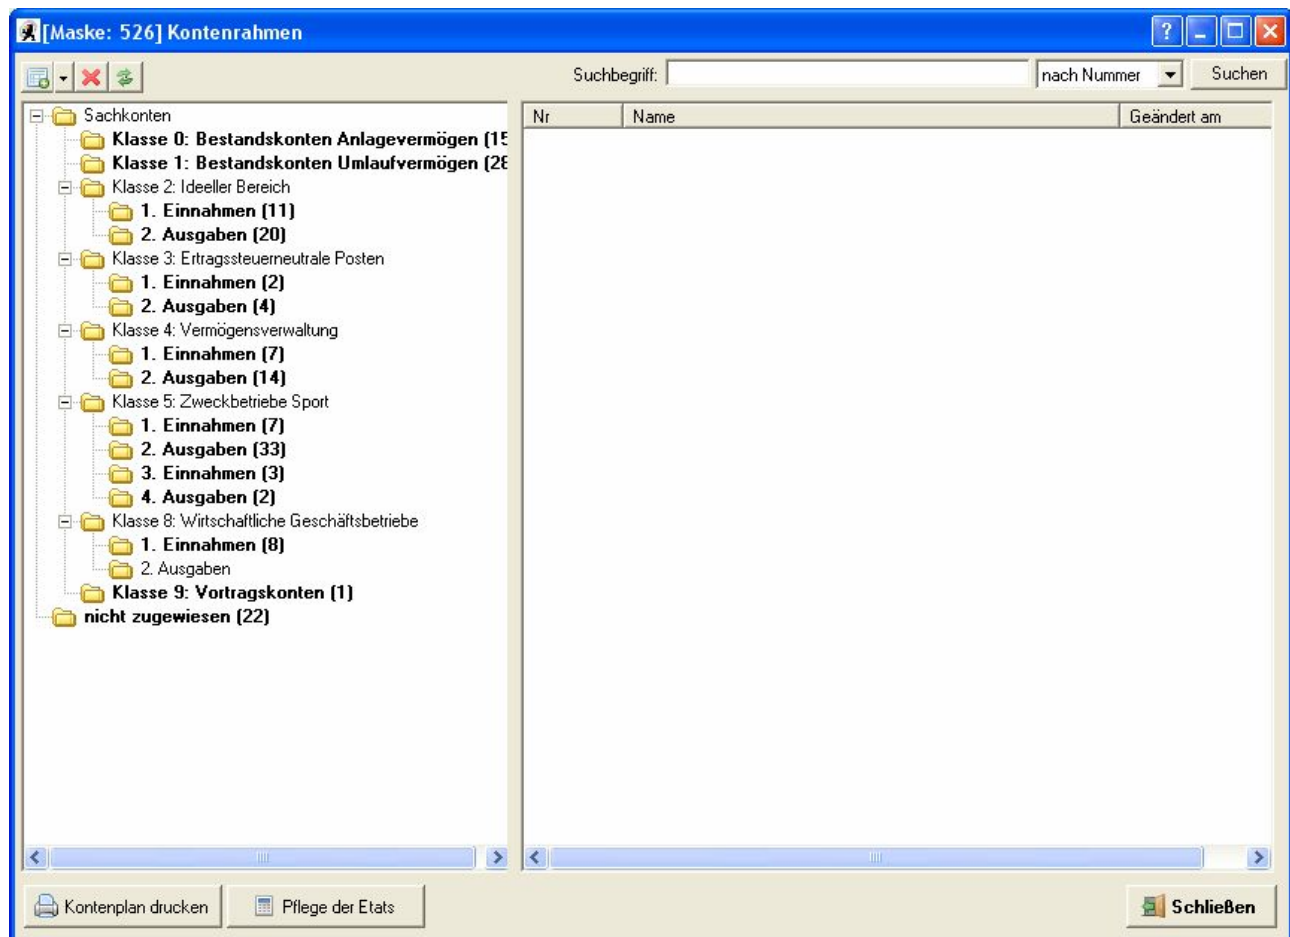 [Maske: 526] Kontenrahmen
Suchbegriff: nach Nummer Suchen
Sachkonten
Klasse 0: Bestandskonten Anlagevermögen (15
Klasse 1: Bestandskonten Umlaufvermögen (28
Klasse 2: Ideeller Bereich
1. Einnahmen (11)
2. Ausgaben (20)
Klasse 3: Ertragssteuerneutrale Posten
1. Einnahmen (2)
2. Ausgaben (4)
Klasse 4: Vermögensverwaltung
1. Einnahmen (7)
2. Ausgaben (14)
Klasse 5: Zweckbetriebe Sport
1. Einnahmen (7)
2. Ausgaben (33)
3. Einnahmen (3)
4. Ausgaben (2)
Klasse 8: Wirtschaftliche Geschäftsbetriebe
1. Einnahmen (8)
2. Ausgaben
Klasse 9: Vortragskonten (1)
nicht zugewiesen (22)
Nr Name Geändert am
Kontenplan drucken Pflege der Etats Schließen